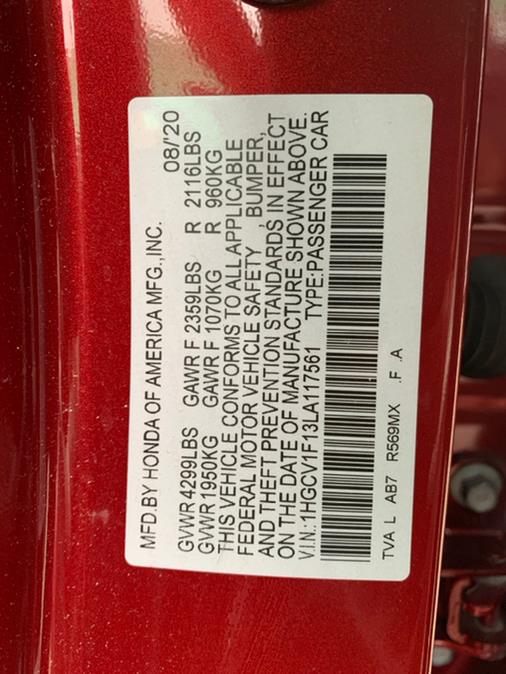 MFD.BY HONDA OF AMERICA MFG.,INC. 08/'20
GVWR 4299LBS GAWR F 2359LBS R 2116LBS
GVWR 1950KG GAWR F 1070KG R 960KG
THIS VEHICLE CONFORMS TO ALL APPLICABLE
FEDERAL MOTOR VEHICLE SAFETY BUMPER,
AND THEFT PREVENTION STANDARDS IN EFFECT
ON THE DATE OF MANUFACTURE SHOWN ABOVE.
V.I.N.:1HGCV1F13LA117561 TYPE:PASSENGER CAR
TVA L AB7 R569MX .F .A